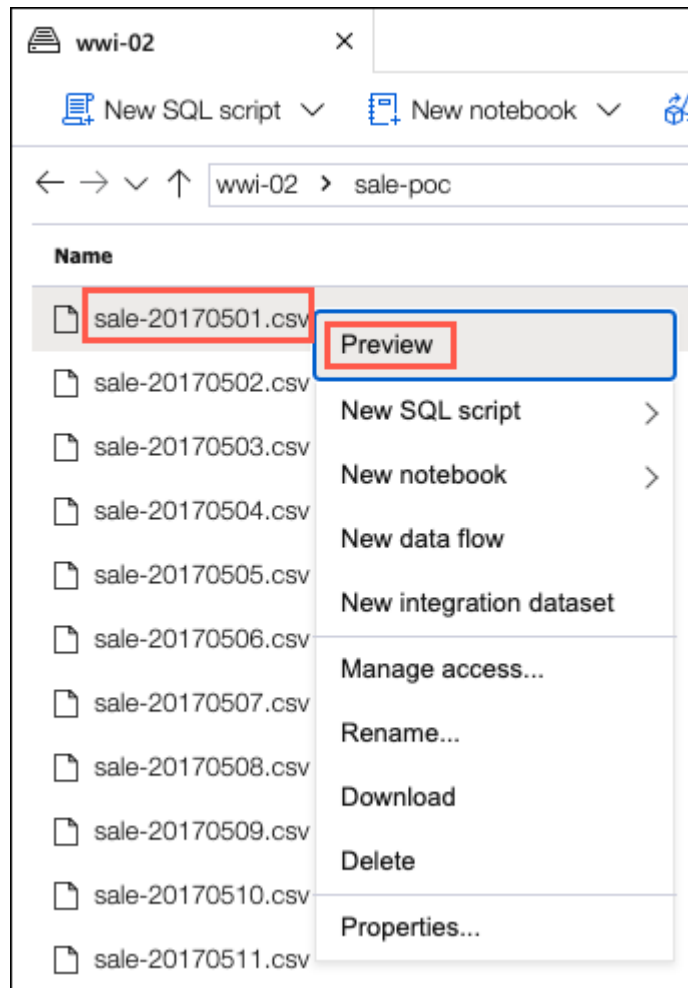 wwi-02
New SQL script New notebook
wwi-02 > sale-poc
Name
sale-20170501.csv
Preview
sale-20170502.csv
New SQL script
sale-20170503.csv
New notebook
sale-20170504.csv
New data flow
sale-20170505.csv
New integration dataset
sale-20170506.csv
Manage access...
sale-20170507.csv
Rename...
sale-20170508.csv
Download
sale-20170509.csv
Delete
sale-20170510.csv
Properties...
sale-20170511.csv